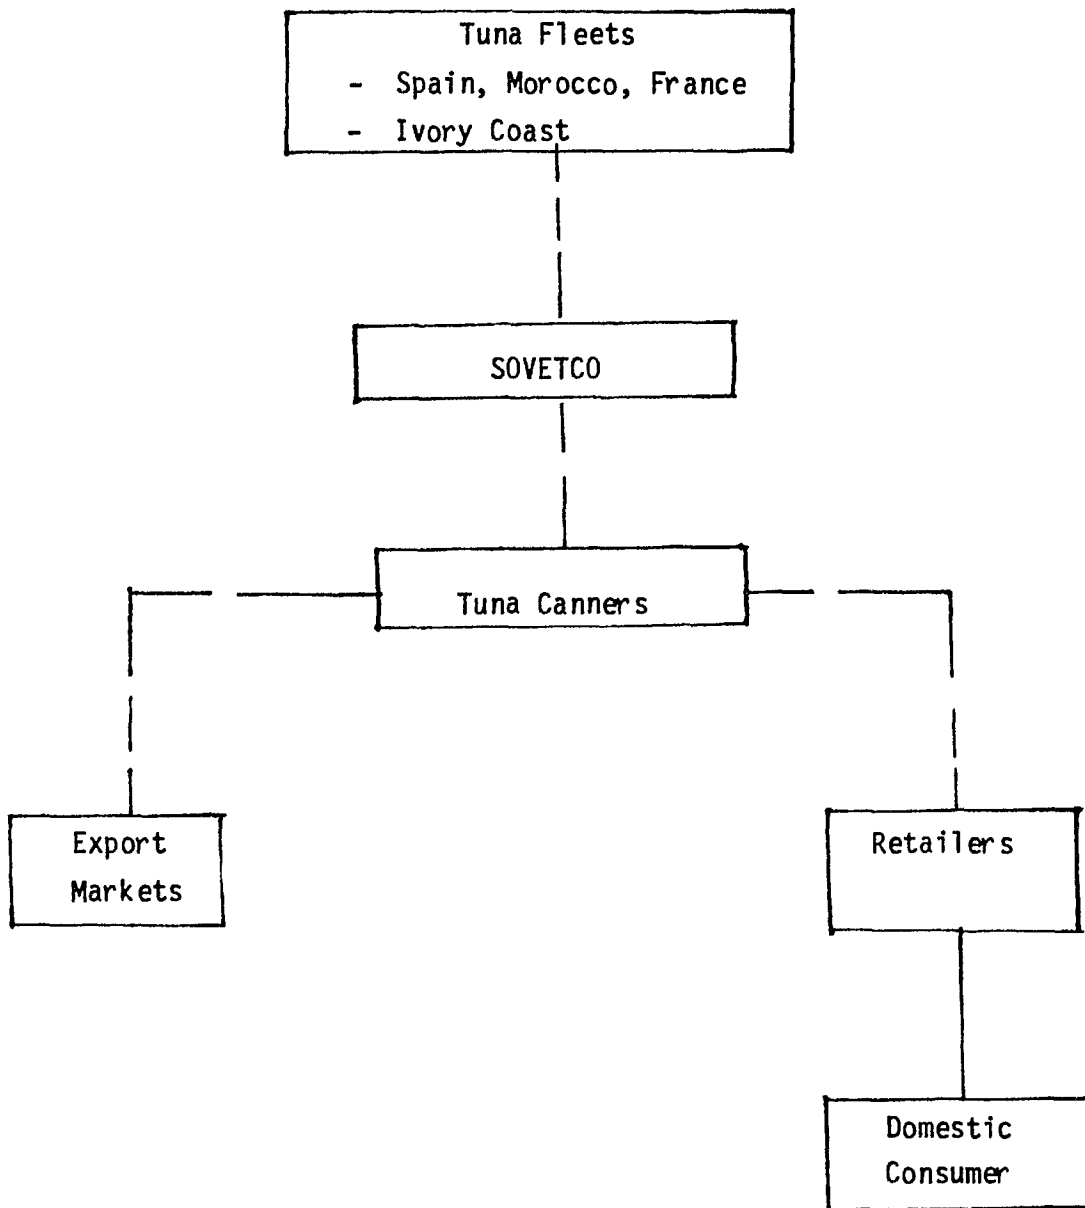 Tuna Fleets
- Spain, Morocco, France
- Ivory Coast
SOVETCO
Tuna Canners
Export
Markets
Retailers
Domestic
Consumer